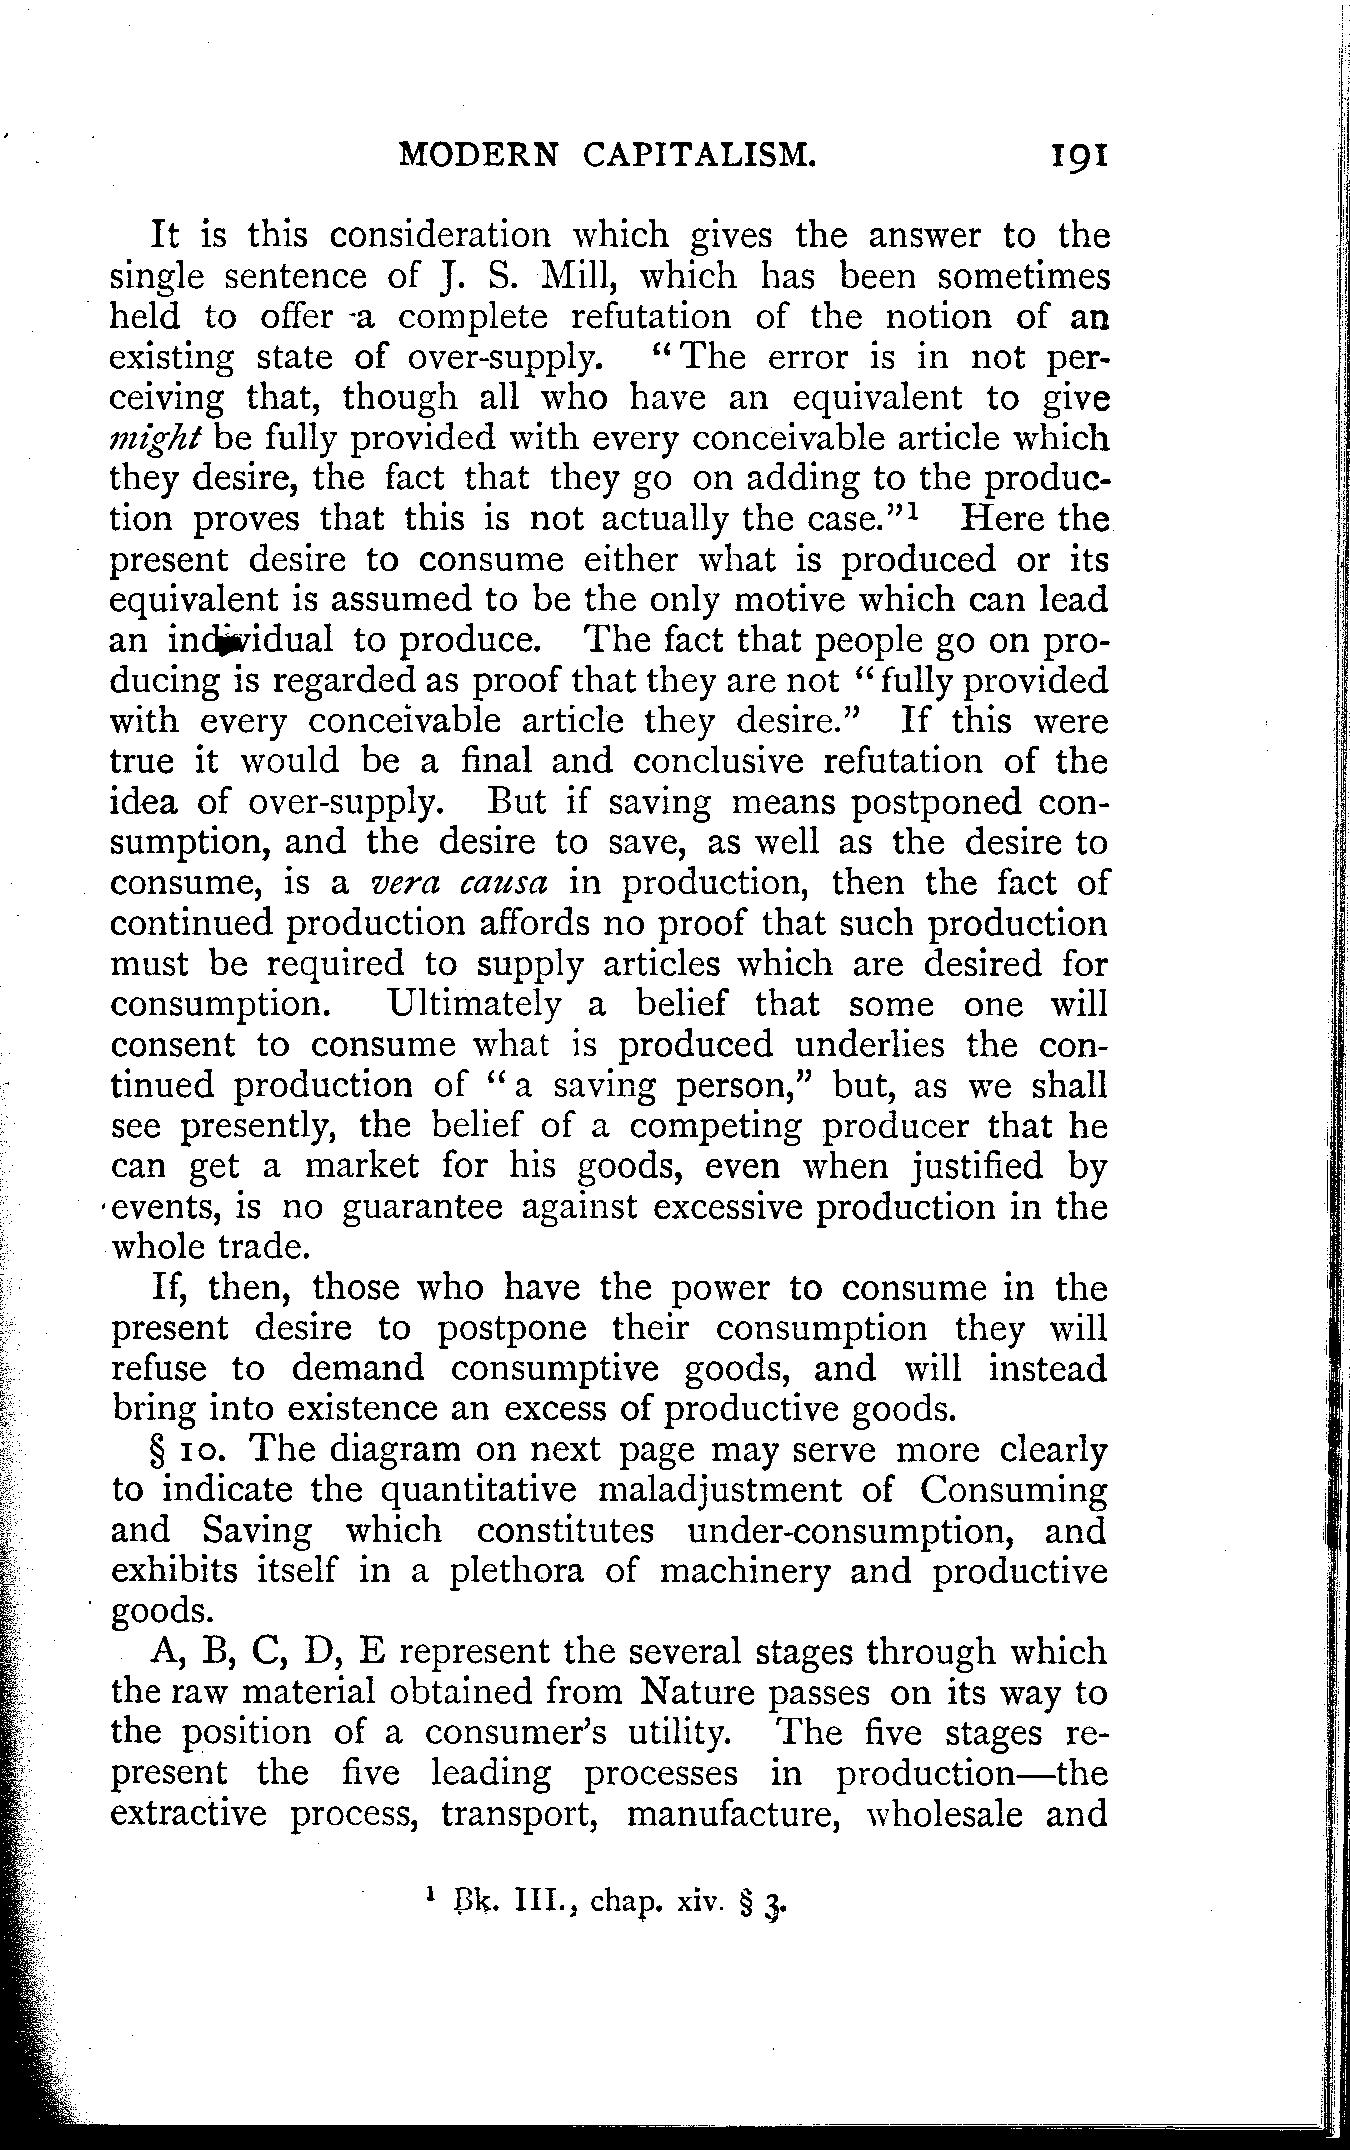 MODERN CAPITALISM. 191
It is this consideration which gives the answer to the
single sentence of J. S. Mill, which has been sometimes
held to offer a complete refutation of the notion of an
existing state of over-supply. “The error is in not per-
ceiving that, though all who have an equivalent to give
might be fully provided with every conceivable article which
they desire, the fact that they go on adding to the produc-
tion proves that this is not actually the case.”¹ Here the
present desire to consume either what is produced or its
equivalent is assumed to be the only motive which can lead
an individual to produce. The fact that people go on pro-
ducing is regarded as proof that they are not “fully provided
with every conceivable article they desire.” If this were
true it would be a final and conclusive refutation of the
idea of over-supply. But if saving means postponed con-
sumption, and the desire to save, as well as the desire to
consume, is a vera causa in production, then the fact of
continued production affords no proof that such production
must be required to supply articles which are desired for
consumption. Ultimately a belief that some one will
consent to consume what is produced underlies the con-
tinued production of “a saving person,” but, as we shall
see presently, the belief of a competing producer that he
can get a market for his goods, even when justified by
events, is no guarantee against excessive production in the
whole trade.
If, then, those who have the power to consume in the
present desire to postpone their consumption they will
refuse to demand consumptive goods, and will instead
bring into existence an excess of productive goods.
§ 10. The diagram on next page may serve more clearly
to indicate the quantitative maladjustment of Consuming
and Saving which constitutes under-consumption, and
exhibits itself in a plethora of machinery and productive
goods.
A, B, C, D, E represent the several stages through which
the raw material obtained from Nature passes on its way to
the position of a consumer’s utility. The five stages re-
present the five leading processes in production—the
extractive process, transport, manufacture, wholesale and
¹ Bk. III., chap. xiv. § 3.